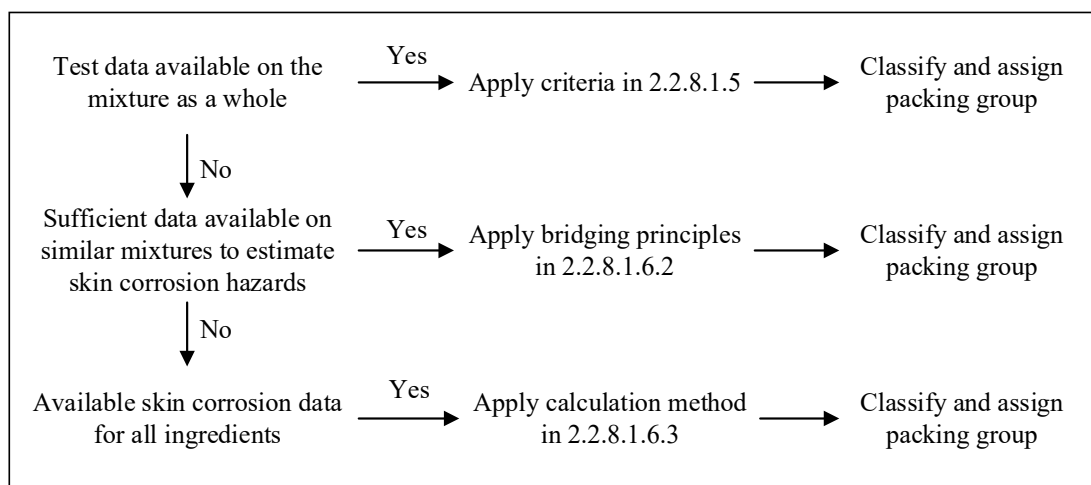 Test data available on the
mixture as a whole
Yes
Apply criteria in 2.2.8.1.5
Classify and assign
packing group
No
Sufficient data available on
similar mixtures to estimate
skin corrosion hazards
Yes
Apply bridging principles
in 2.2.8.1.6.2
Classify and assign
packing group
No
Available skin corrosion data
for all ingredients
Yes
Apply calculation method
in 2.2.8.1.6.3
Classify and assign
packing group